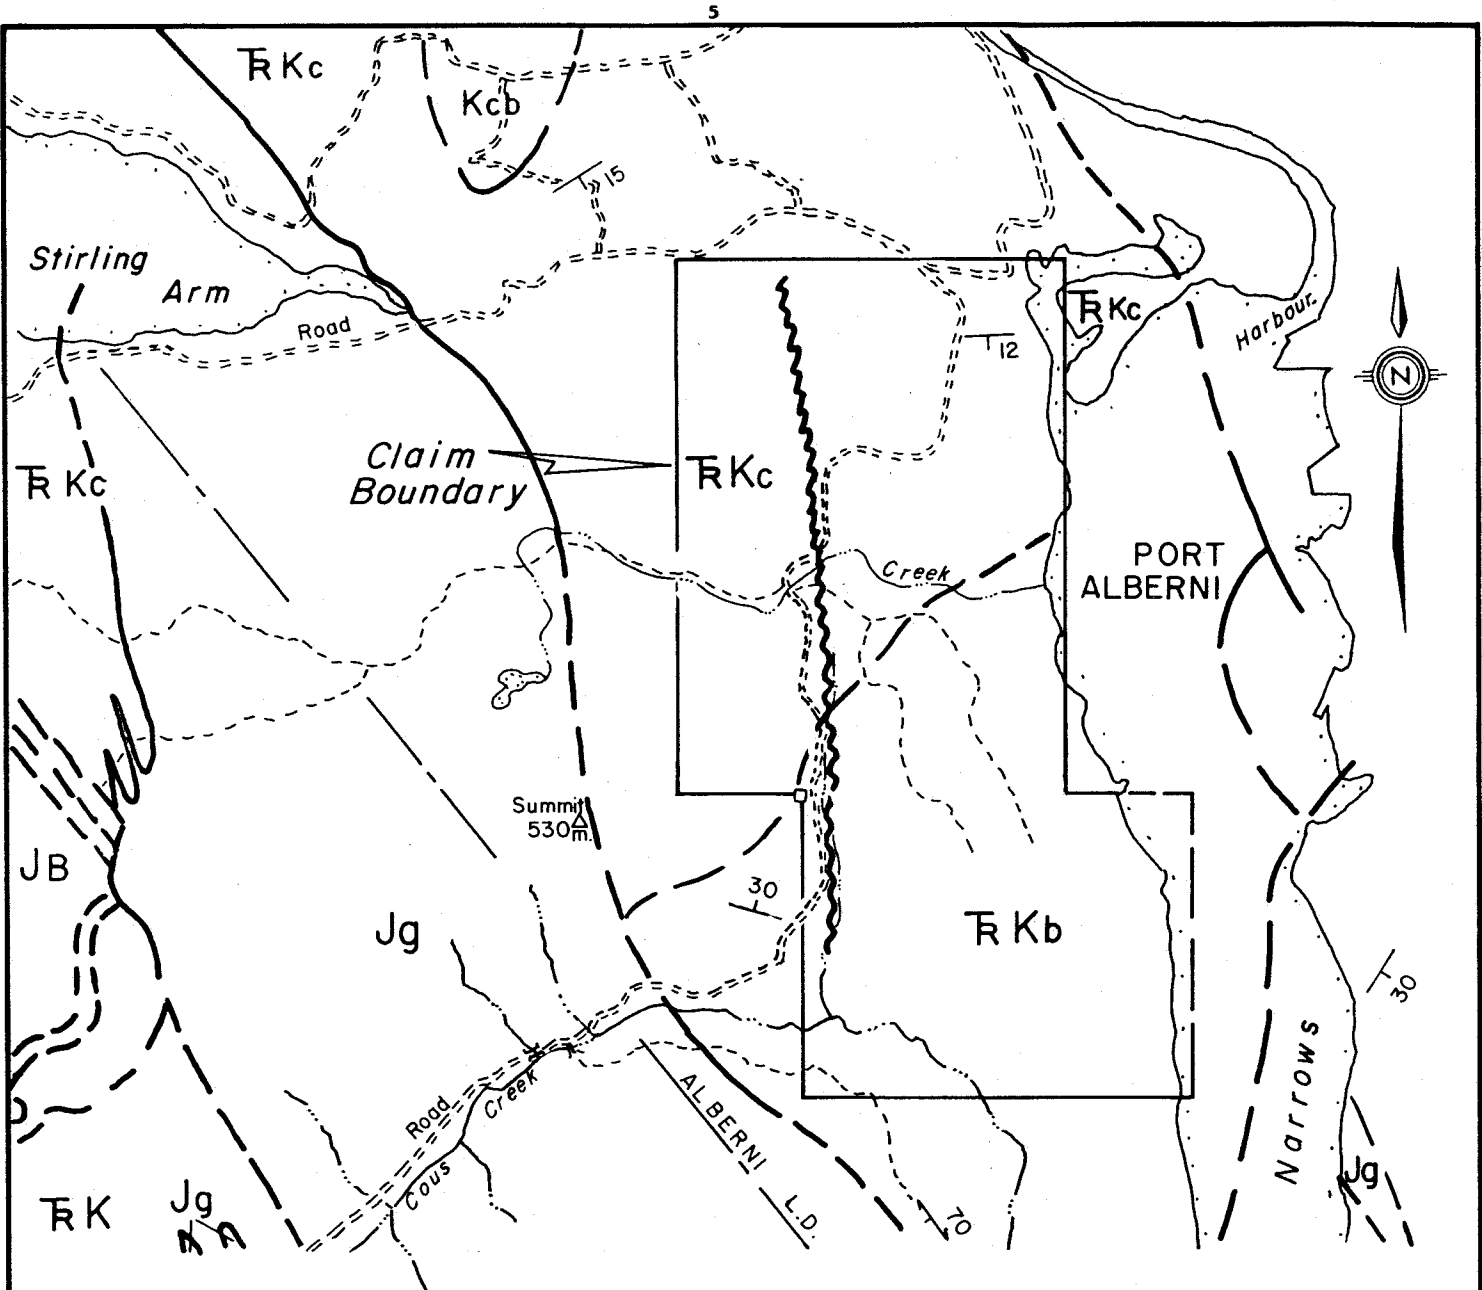 5
TR Kc
Kcb
15
Stirling
Arm
Road
TR Kc
Harbour
12
N
Claim
Boundary
TR Kc
TR Kc
PORT
ALBERNI
Creek
Summit
530 m.
JB
30
Jg
TR Kb
30
Narrows
Road
Creek
Cous
ALBERNI
L.D.
70
Jg
TR K
Jg